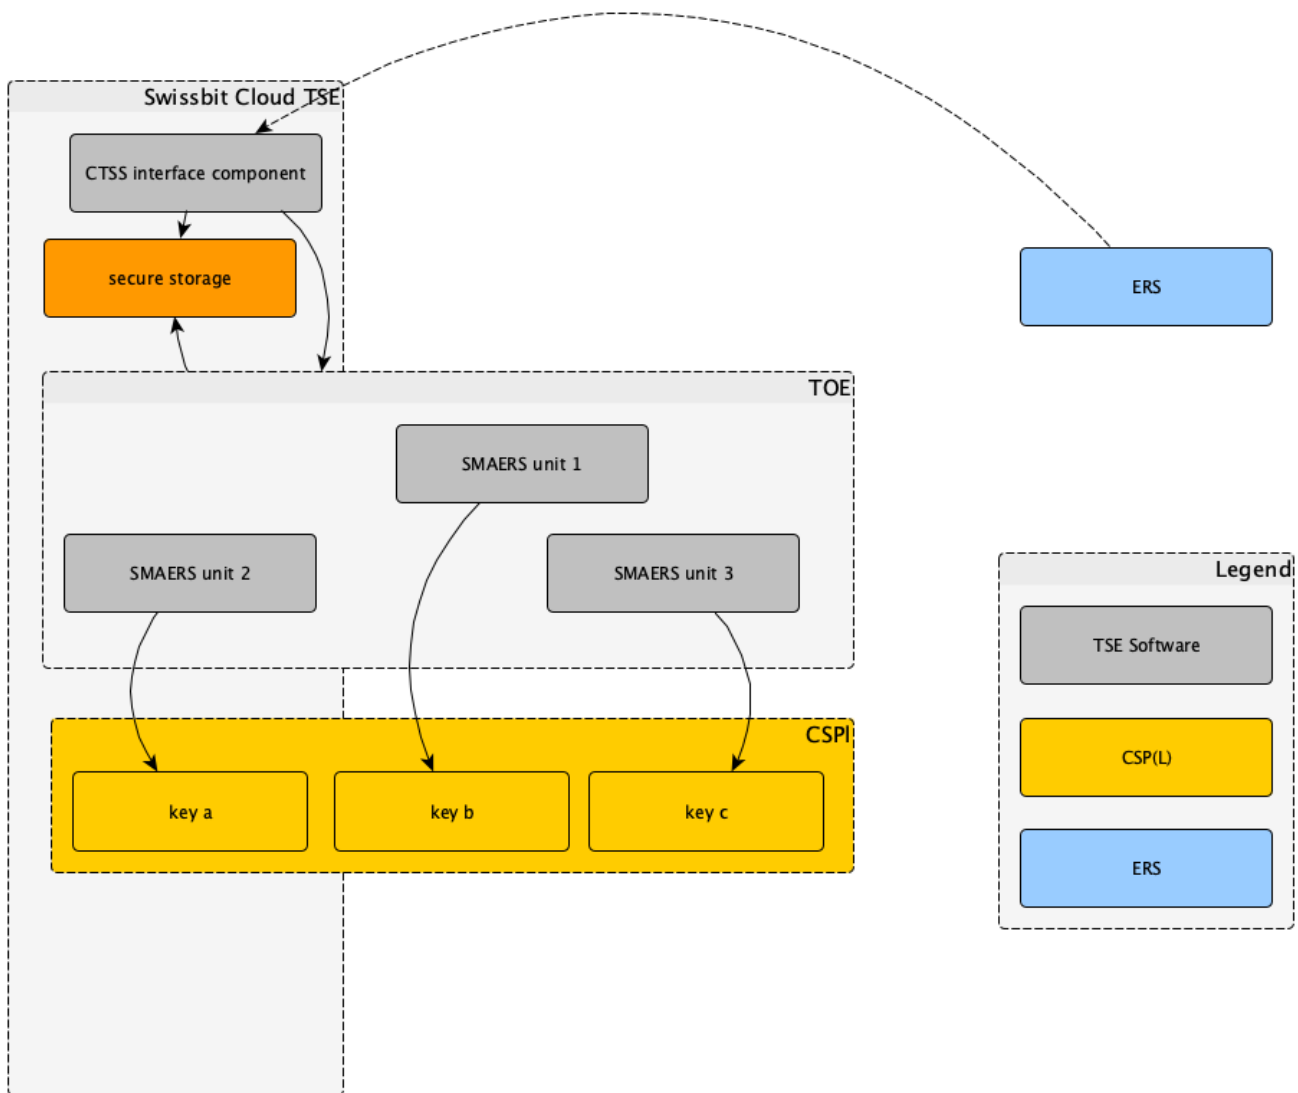 Swissbit Cloud TSE
CTSS interface component
secure storage
ERS
TOE
SMAERS unit 1
SMAERS unit 2
SMAERS unit 3
CSPl
key a
key b
key c
Legend
TSE Software
CSP(L)
ERS